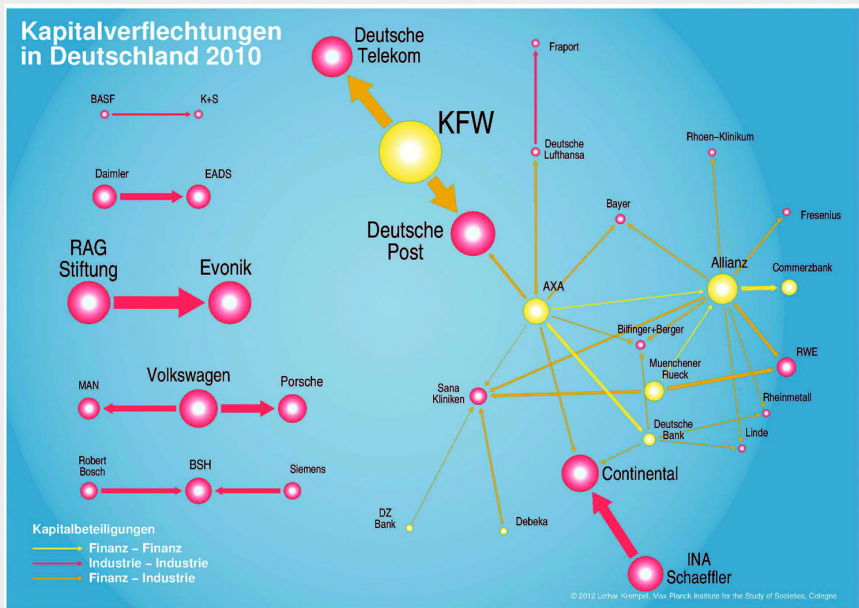 Kapitalverflechtungen
in Deutschland 2010
Deutsche
Telekom
Fraport
BASF
K+S
KFW
Deutsche
Lufthansa
Rhoen-Klinikum
Daimler
EADS
Bayer
Fresenius
Deutsche
Post
RAG
Stiftung
Evonik
Allianz
Commerzbank
AXA
Bilfinger+Berger
RWE
Muenchener
Rueck
MAN
Volkswagen
Porsche
Sana
Kliniken
Rheinmetall
Deutsche
Bank
Linde
Robert
Bosch
BSH
Siemens
Continental
DZ
Bank
Debeka
INA
Schaeffler
Kapitalbeteiligungen
Finanz – Finanz
Industrie – Industrie
Finanz – Industrie
© 2012 Lothar Krempel, Max Planck Institute for the Study of Societies, Cologne